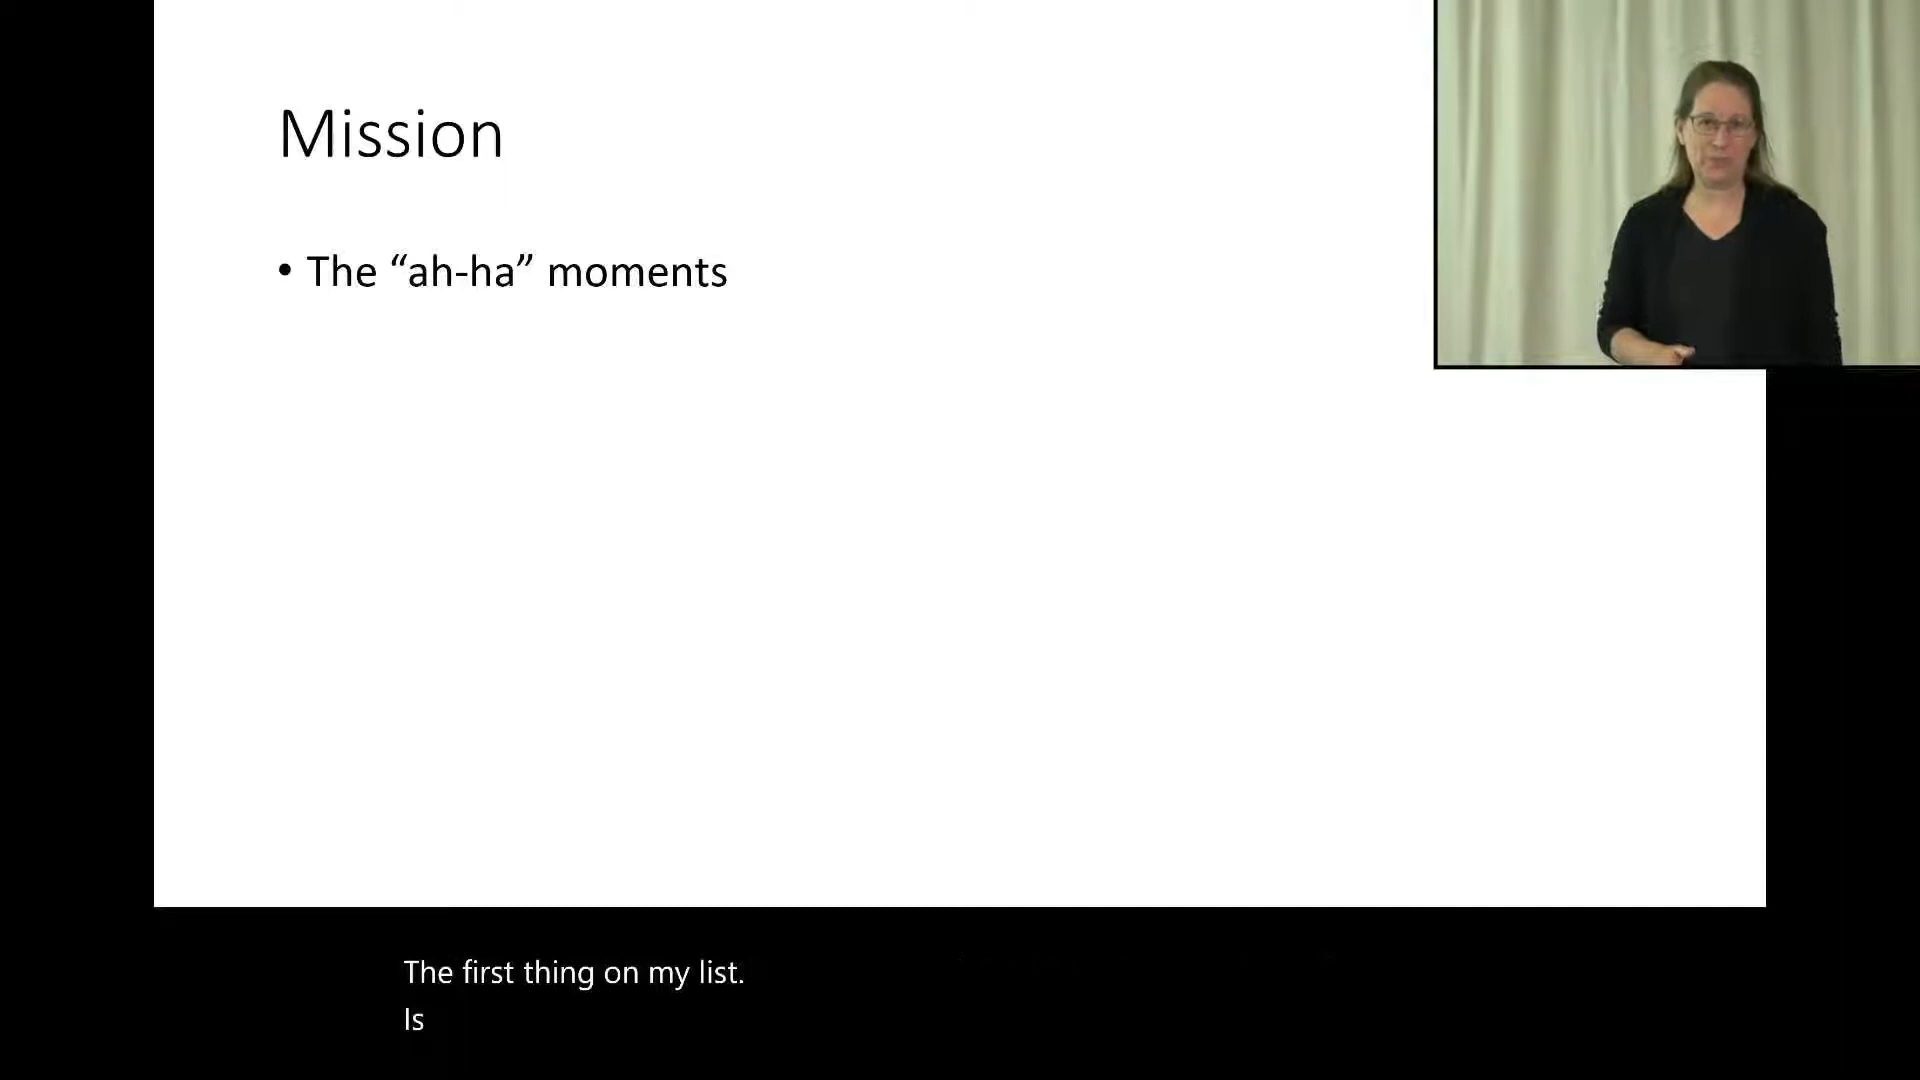 Mission
• The “ah-ha” moments
The first thing on my list.
Is